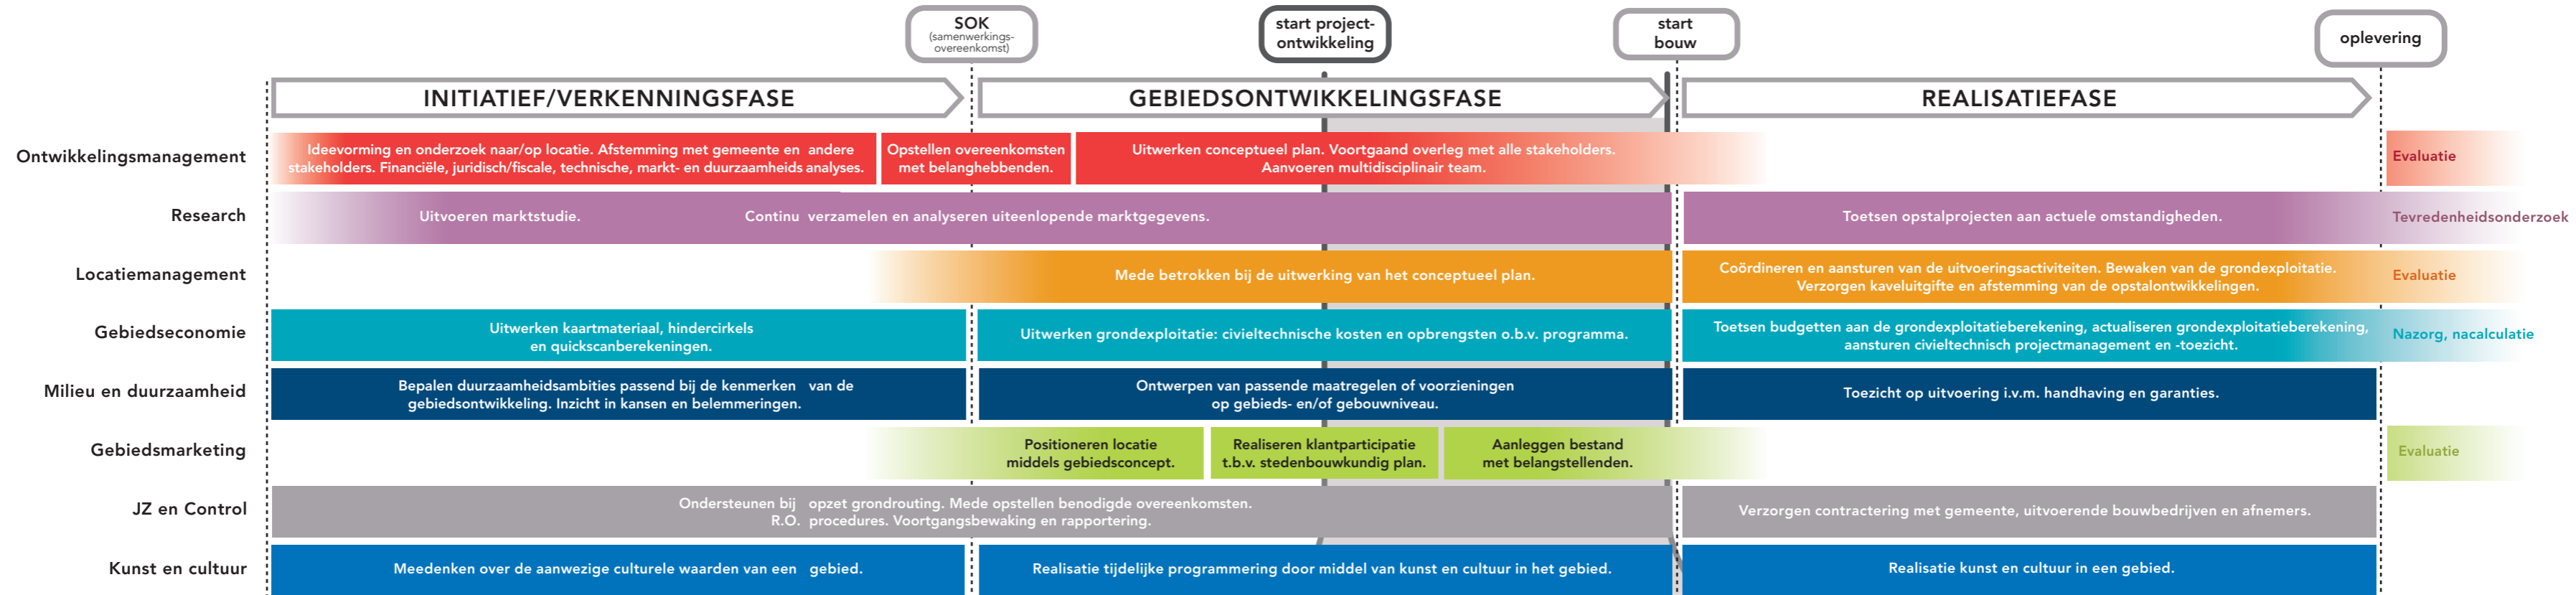 SOK
(samenwerkings-
overeenkomst)
start project-
ontwikkeling
start
bouw
oplevering
INITIATIEF/VERKENNINGSFASE
GEBIEDSONTWIKKELINGSFASE
REALISATIEFASE
Ontwikkelingsmanagement
Ideevorming en onderzoek naar/op locatie. Afstemming met gemeente en andere
stakeholders. Financiële, juridisch/fiscale, technische, markt- en duurzaamheids analyses.
Opstellen overeenkomsten
met belanghebbenden.
Uitwerken conceptueel plan. Voortgaand overleg met alle stakeholders.
Aanvoeren multidisciplinair team.
Evaluatie
Research
Uitvoeren marktstudie.
Continu verzamelen en analyseren uiteenlopende marktgegevens.
Toetsen opstalprojecten aan actuele omstandigheden.
Tevredenheidsonderzoek
Locatiemanagement
Mede betrokken bij de uitwerking van het conceptueel plan.
Coördineren en aansturen van de uitvoeringsactiviteiten. Bewaken van de grondexploitatie.
Verzorgen kaveluitgifte en afstemming van de opstalontwikkelingen.
Evaluatie
Gebiedseconomie
Uitwerken kaartmateriaal, hindercirkels
en quickscanberekeningen.
Uitwerken grondexploitatie: civieltechnische kosten en opbrengsten o.b.v. programma.
Toetsen budgetten aan de grondexploitatieberekening, actualiseren grondexploitatieberekening,
aansturen civieltechnisch projectmanagement en -toezicht.
Nazorg, nacalculatie
Milieu en duurzaamheid
Bepalen duurzaamheidsambities passend bij de kenmerken van de
gebiedsontwikkeling. Inzicht in kansen en belemmeringen.
Ontwerpen van passende maatregelen of voorzieningen
op gebieds- en/of gebouwniveau.
Toezicht op uitvoering i.v.m. handhaving en garanties.
Gebiedsmarketing
Positioneren locatie
middels gebiedsconcept.
Realiseren klantparticipatie
t.b.v. stedenbouwkundig plan.
Aanleggen bestand
met belangstellenden.
Evaluatie
JZ en Control
Ondersteunen bij opzet grondrouting. Mede opstellen benodigde overeenkomsten.
R.O. procedures. Voortgangsbewaking en rapportering.
Verzorgen contractering met gemeente, uitvoerende bouwbedrijven en afnemers.
Kunst en cultuur
Meedenken over de aanwezige culturele waarden van een gebied.
Realisatie tijdelijke programmering door middel van kunst en cultuur in het gebied.
Realisatie kunst en cultuur in een gebied.